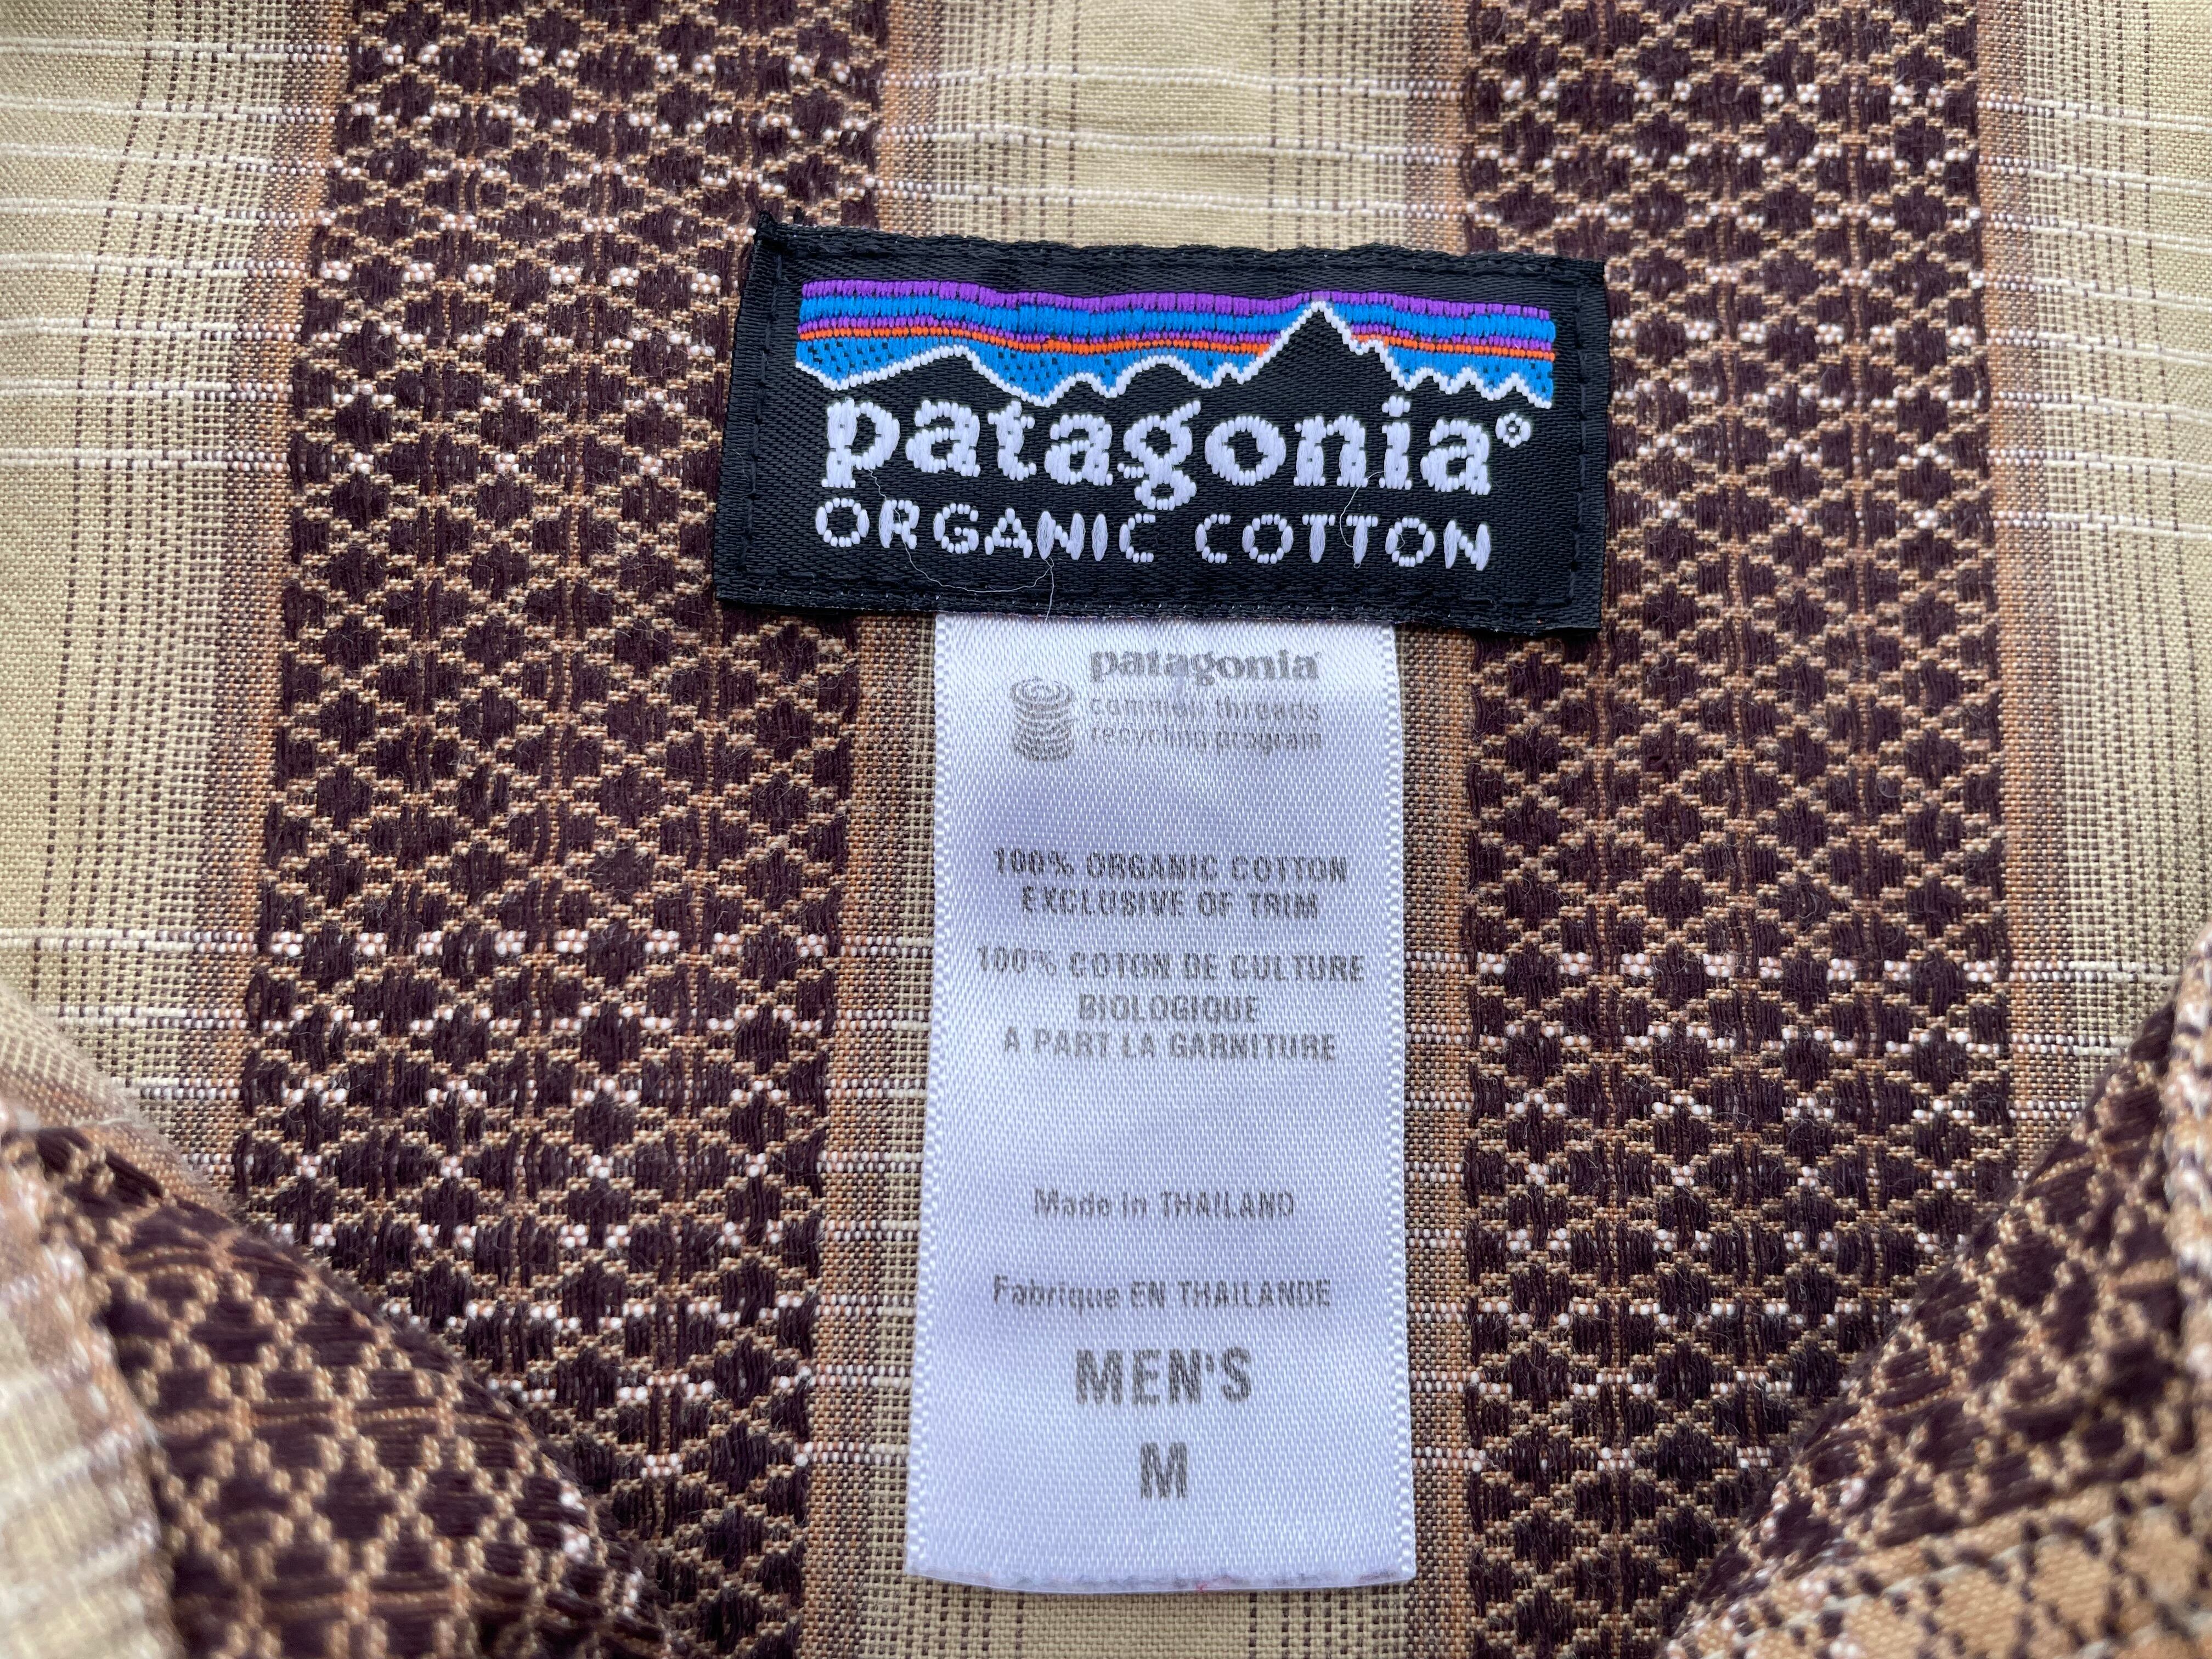 patagonia®
ORGANIC COTTON
patagonia®
common threads
recycling program
100% ORGANIC COTTON
EXCLUSIVE OF TRIM
100% COTON DE CULTURE
BIOLOGIQUE
A PART LA GARNITURE
Made in THAILAND
Fabrique EN THAILANDE
MEN'S
M